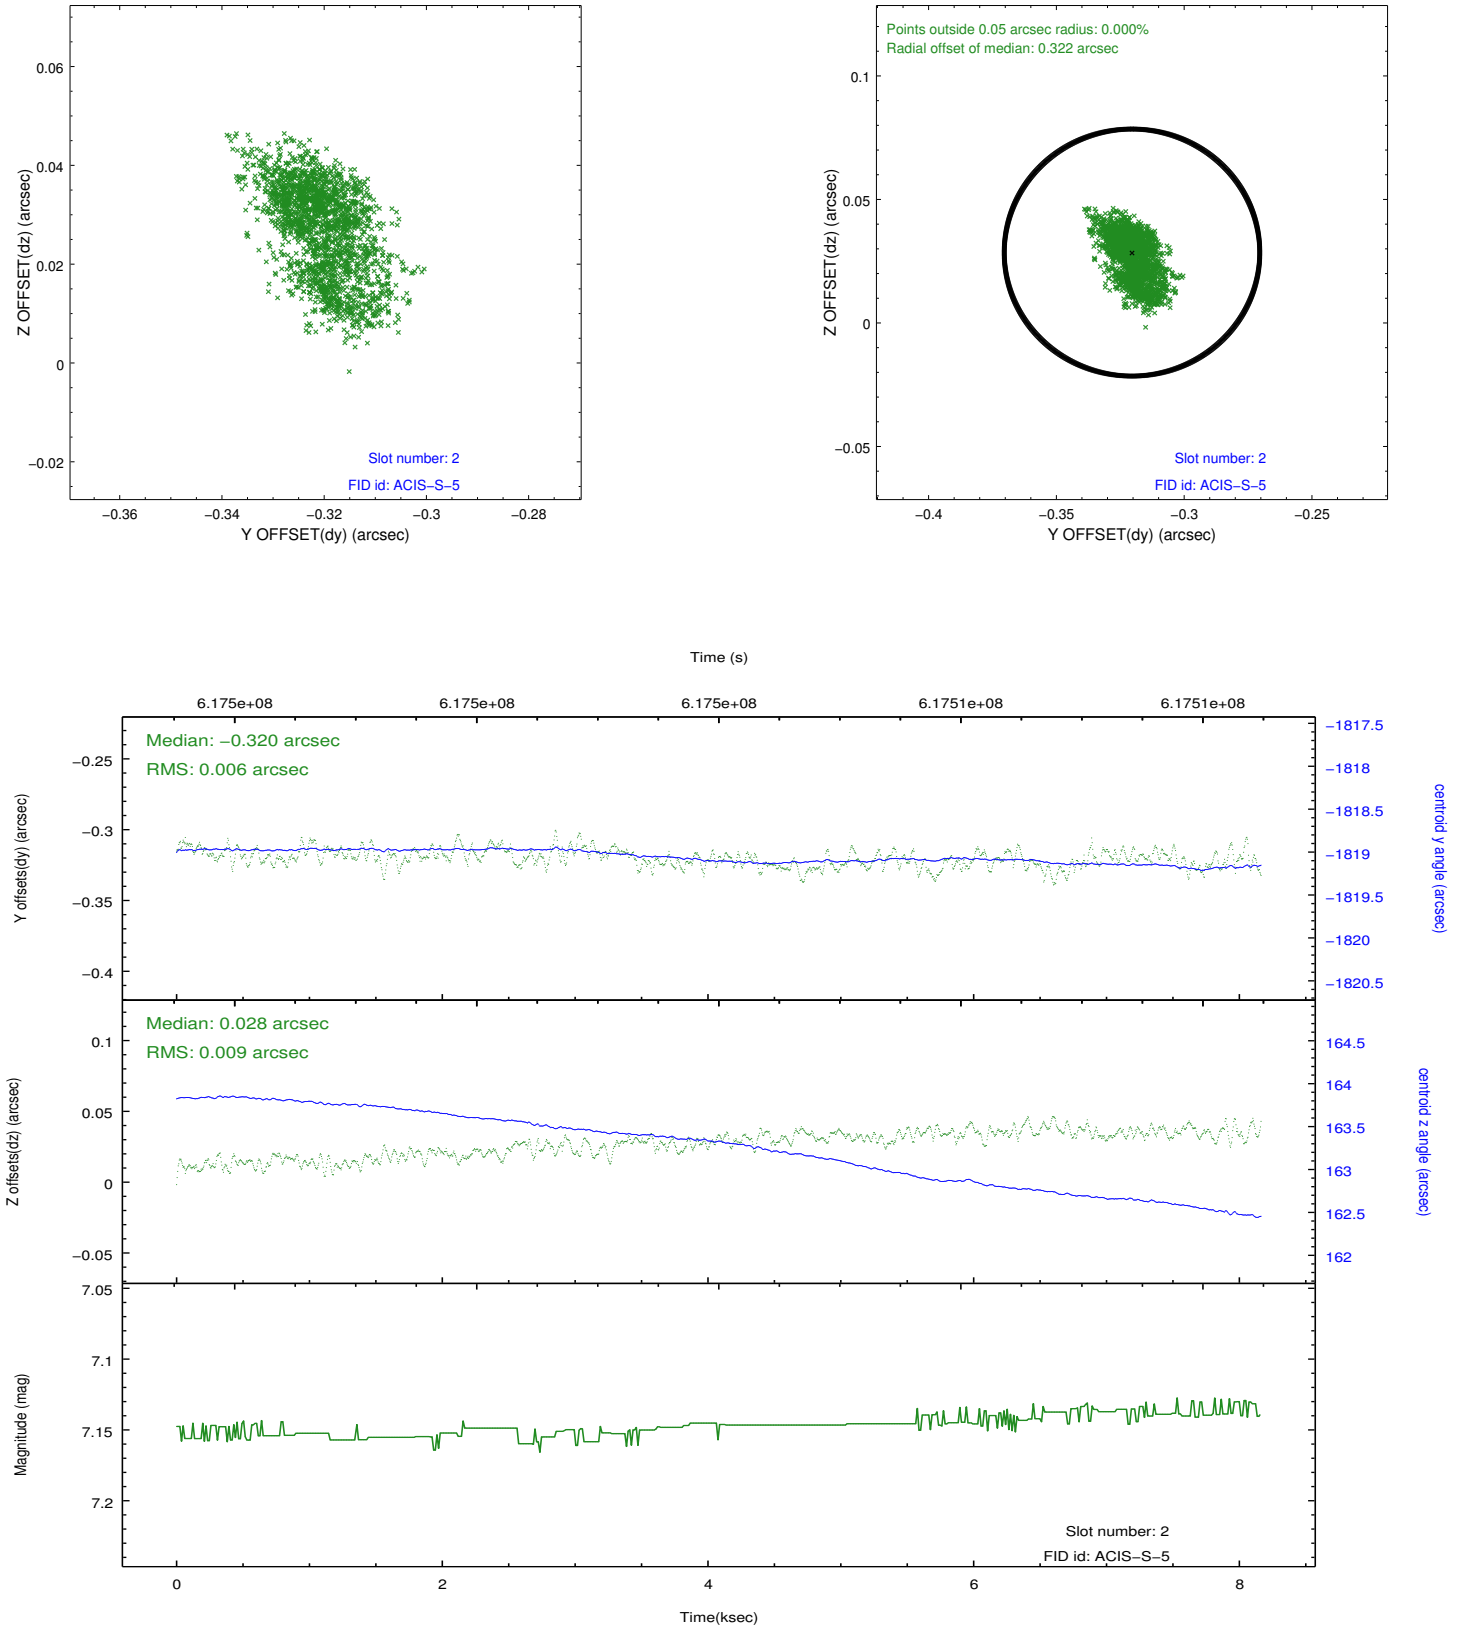 0.06
0.04
0.02
0
−0.02
Z OFFSET(dz) (arcsec)
Slot number: 2
FID id: ACIS−S−5
−0.36
−0.34
−0.32
−0.3
−0.28
Y OFFSET(dy) (arcsec)
Points outside 0.05 arcsec radius: 0.000%
Radial offset of median: 0.322 arcsec
0.1
0.05
0
−0.05
Z OFFSET(dz) (arcsec)
Slot number: 2
FID id: ACIS−S−5
−0.4
−0.35
−0.3
−0.25
Y OFFSET(dy) (arcsec)
Time (s)
6.175e+08
6.175e+08
6.175e+08
6.1751e+08
6.1751e+08
Median: −0.320 arcsec
RMS: 0.006 arcsec
−0.25
−0.3
−0.35
−0.4
Y offsets(dy) (arcsec)
−1817.5
−1818
−1818.5
−1819
−1819.5
−1820
−1820.5
centroid y angle (arcsec)
Median: 0.028 arcsec
RMS: 0.009 arcsec
0.1
0.05
0
−0.05
Z offsets(dz) (arcsec)
164.5
164
163.5
163
162.5
162
centroid z angle (arcsec)
7.05
7.1
7.15
7.2
Magnitude (mag)
Slot number: 2
FID id: ACIS−S−5
0
2
4
6
8
Time(ksec)